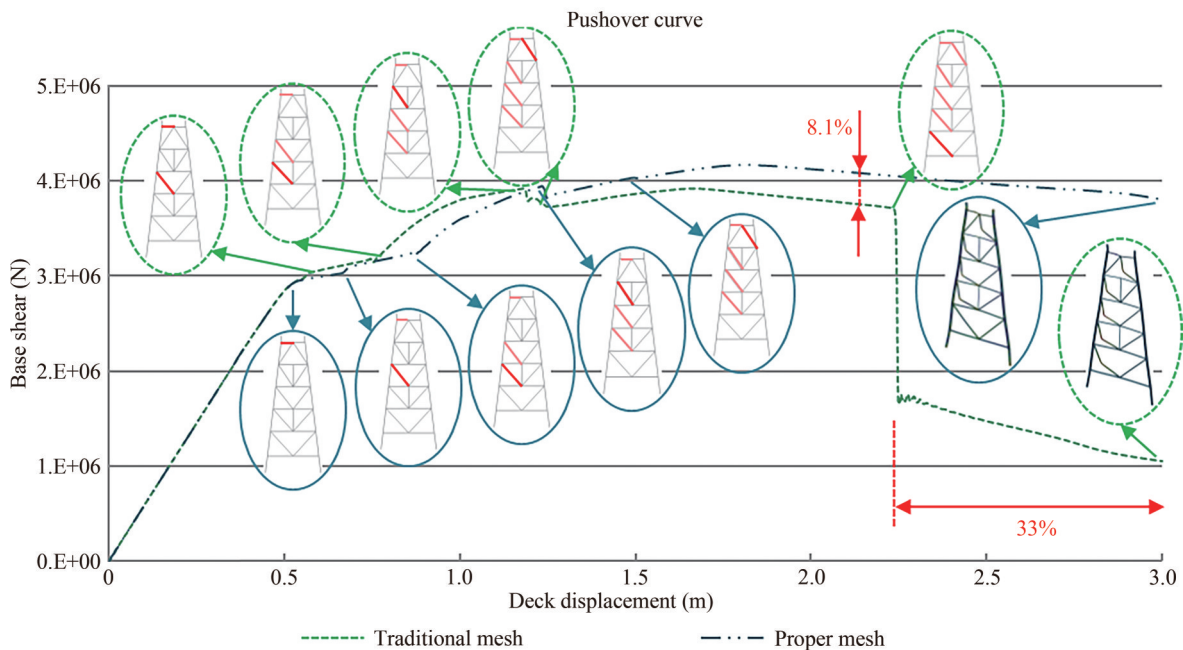 Pushover curve
Base shear (N)
5.E+06
4.E+06
3.E+06
2.E+06
1.E+06
0.E+00
8.1%
33%
0
0.5
1.0
1.5
2.0
2.5
3.0
Deck displacement (m)
Traditional mesh
Proper mesh